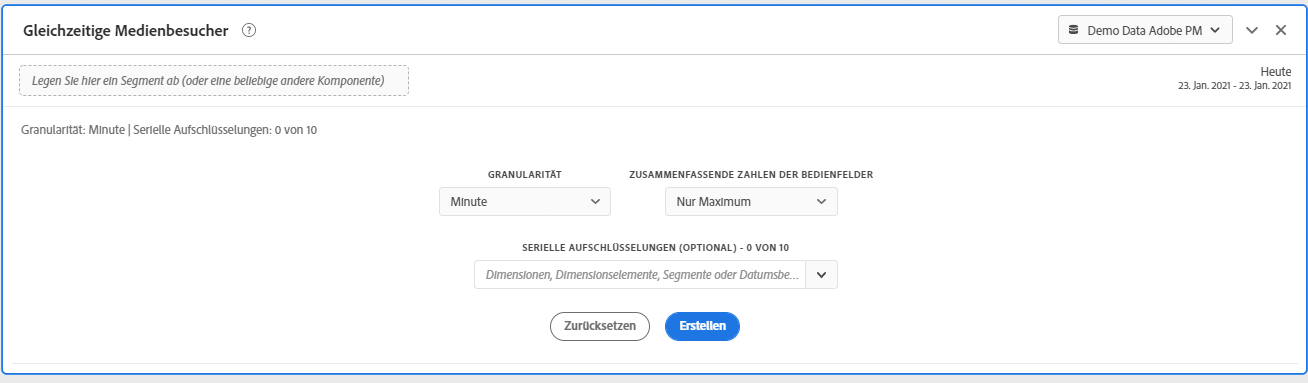 Gleichzeitige Medienbesucher ?
Demo Data Adobe PM
Legen Sie hier ein Segment ab (oder eine beliebige andere Komponente)
Heute
23. Jan. 2021 - 23. Jan. 2021
Granularität: Minute | Serielle Aufschlüsselungen: 0 von 10
GRANULARITÄT
ZUSAMMENFASSENDE ZAHLEN DER BEDIENFELDER
Minute
Nur Maximum
SERIELLE AUFSCHLÜSSELUNGEN (OPTIONAL) - 0 VON 10
Dimensionen, Dimensionselemente, Segmente oder Datumsbe...
Zurücksetzen
Erstellen